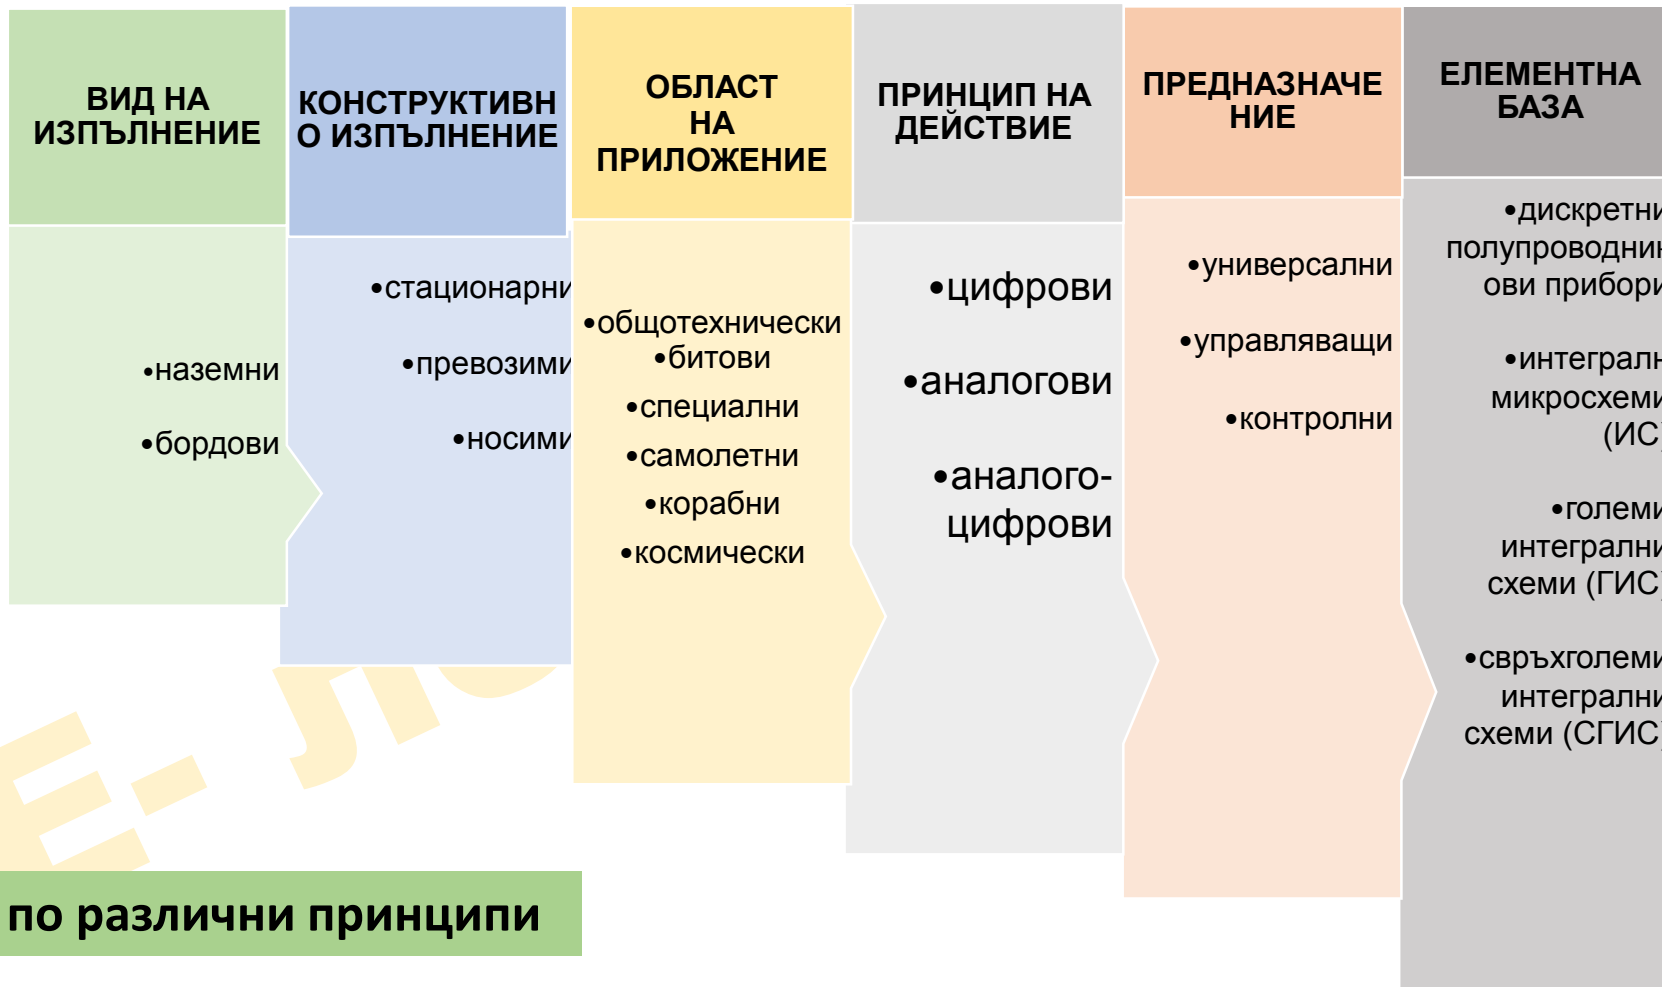 ВИД НА
ИЗПЪЛНЕНИЕ
•наземни
•бордови
КОНСТРУКТИВН
О ИЗПЪЛНЕНИЕ
•стационарни
•превозими
•носими
ОБЛАСТ
НА
ПРИЛОЖЕНИЕ
•общотехнически
•битови
•специални
•самолетни
•корабни
•космически
ПРИНЦИП НА
ДЕЙСТВИЕ
•цифрови
•аналогови
•аналого-
цифрови
ПРЕДНАЗНАЧЕ
НИЕ
•универсални
•управляващи
•контролни
ЕЛЕМЕНТНА
БАЗА
•дискретни
полупроводник
ови прибори
•интегралн
микросхеми
(ИС)
•големи
интегрални
схеми (ГИС)
•свръхголеми
интегрални
схеми (СГИС)
Е-
по различни принципи